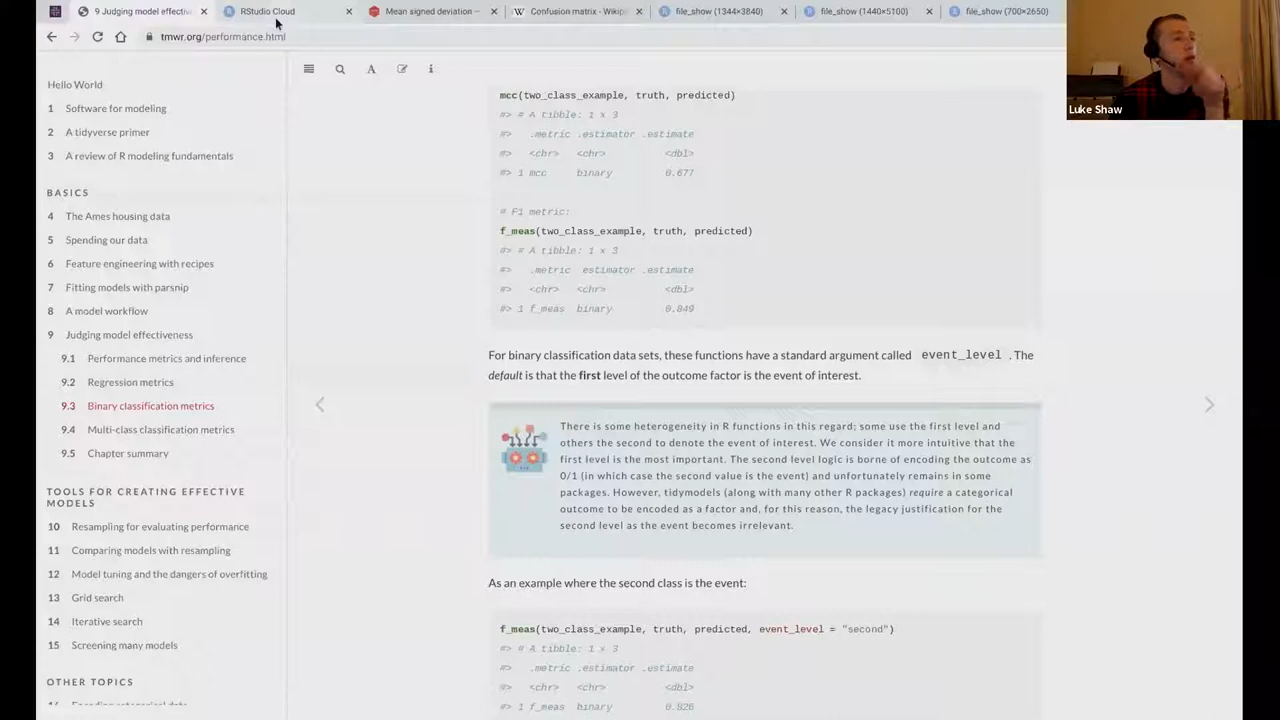 9 Judging model effectiv
RStudio Cloud
Mean signed deviation –
Confusion matrix - Wikip
file_show (1344×3840)
file_show (1440×5100)
file_show (700×2650)
tmwr.org/performance.html
Luke Shaw
Hello World
1 Software for modeling
2 A tidyverse primer
3 A review of R modeling fundamentals
BASICS
4 The Ames housing data
5 Spending our data
6 Feature engineering with recipes
7 Fitting models with parsnip
8 A model workflow
9 Judging model effectiveness
9.1 Performance metrics and inference
9.2 Regression metrics
9.3 Binary classification metrics
9.4 Multi-class classification metrics
9.5 Chapter summary
TOOLS FOR CREATING EFFECTIVE
MODELS
10 Resampling for evaluating performance
11 Comparing models with resampling
12 Model tuning and the dangers of overfitting
13 Grid search
14 Iterative search
15 Screening many models
OTHER TOPICS
mcc(two_class_example, truth, predicted)
#> # A tibble: 1 x 3
#> .metric .estimator .estimate
#> <chr> <chr> <dbl>
#> 1 mcc binary 0.677
# F1 metric:
f_meas(two_class_example, truth, predicted)
#> # A tibble: 1 x 3
#> .metric estimator .estimate
#> <chr> <chr> <dbl>
#> 1 f_meas binary 0.849
For binary classification data sets, these functions have a standard argument called event_level . The
default is that the first level of the outcome factor is the event of interest.
There is some heterogeneity in R functions in this regard; some use the first level and
others the second to denote the event of interest. We consider it more intuitive that the
first level is the most important. The second level logic is borne of encoding the outcome as
0/1 (in which case the second value is the event) and unfortunately remains in some
packages. However, tidymodels (along with many other R packages) require a categorical
outcome to be encoded as a factor and, for this reason, the legacy justification for the
second level as the event becomes irrelevant.
As an example where the second class is the event:
f_meas(two_class_example, truth, predicted, event_level = "second")
#> # A tibble: 1 x 3
#> .metric .estimator .estimate
#> <chr> <chr> <dbl>
#> 1 f_meas binary 0.826